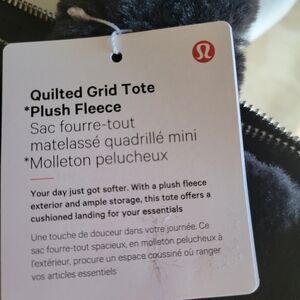 Quilted Grid Tote
*Plush Fleece
Sac fourre-tout
matelassé quadrillé mini
*Molleton pelucheux
Your day just got softer. With a plush fleece
exterior and ample storage, this tote offers a
cushioned landing for your essentials
Une touche de douceur dans votre journée. Ce
sac fourre-tout spacieux, en molleton pelucheux à
l'extérieur, procure un espace coussiné où ranger
vos articles essentiels